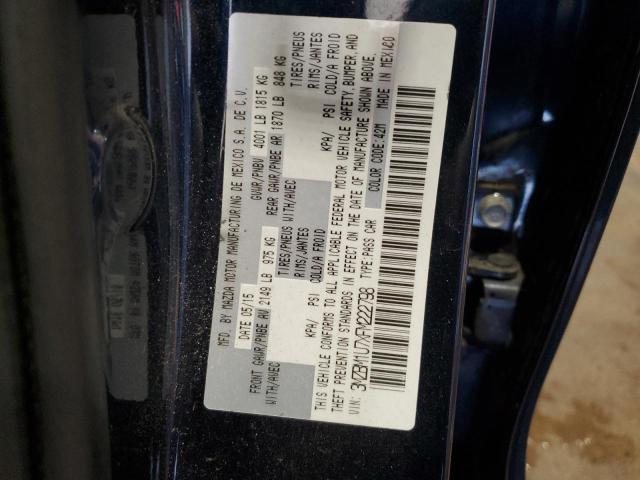 MFD. BY MAZDA MOTOR MANUFACTURING DE MEXICO S.A. DE C.V.
DATE 05/15 GVWR/PNBV 4001 LB 1815 KG
FRONT GAWR/PNBE AV 2149 LB 975 KG REAR GAWR/PNBE AR 1870 LB 848 KG
WITH/AVEC TIRES/PNEUS WITH/AVEC TIRES/PNEUS
RIMS/JANTES RIMS/JANTES
KPA/ PSI COLD/A FROID KPA/ PSI COLD/A FROID
THIS VEHICLE CONFORMS TO ALL APPLICABLE FEDERAL MOTOR VEHICLE SAFETY, BUMPER, AND
THEFT PREVENTION STANDARDS IN EFFECT ON THE DATE OF MANUFACTURE SHOWN ABOVE.
VIN: 3MZBM1U7XFM222798 TYPE:PASS CAR COLOR CODE:42M MADE IN MEXICO